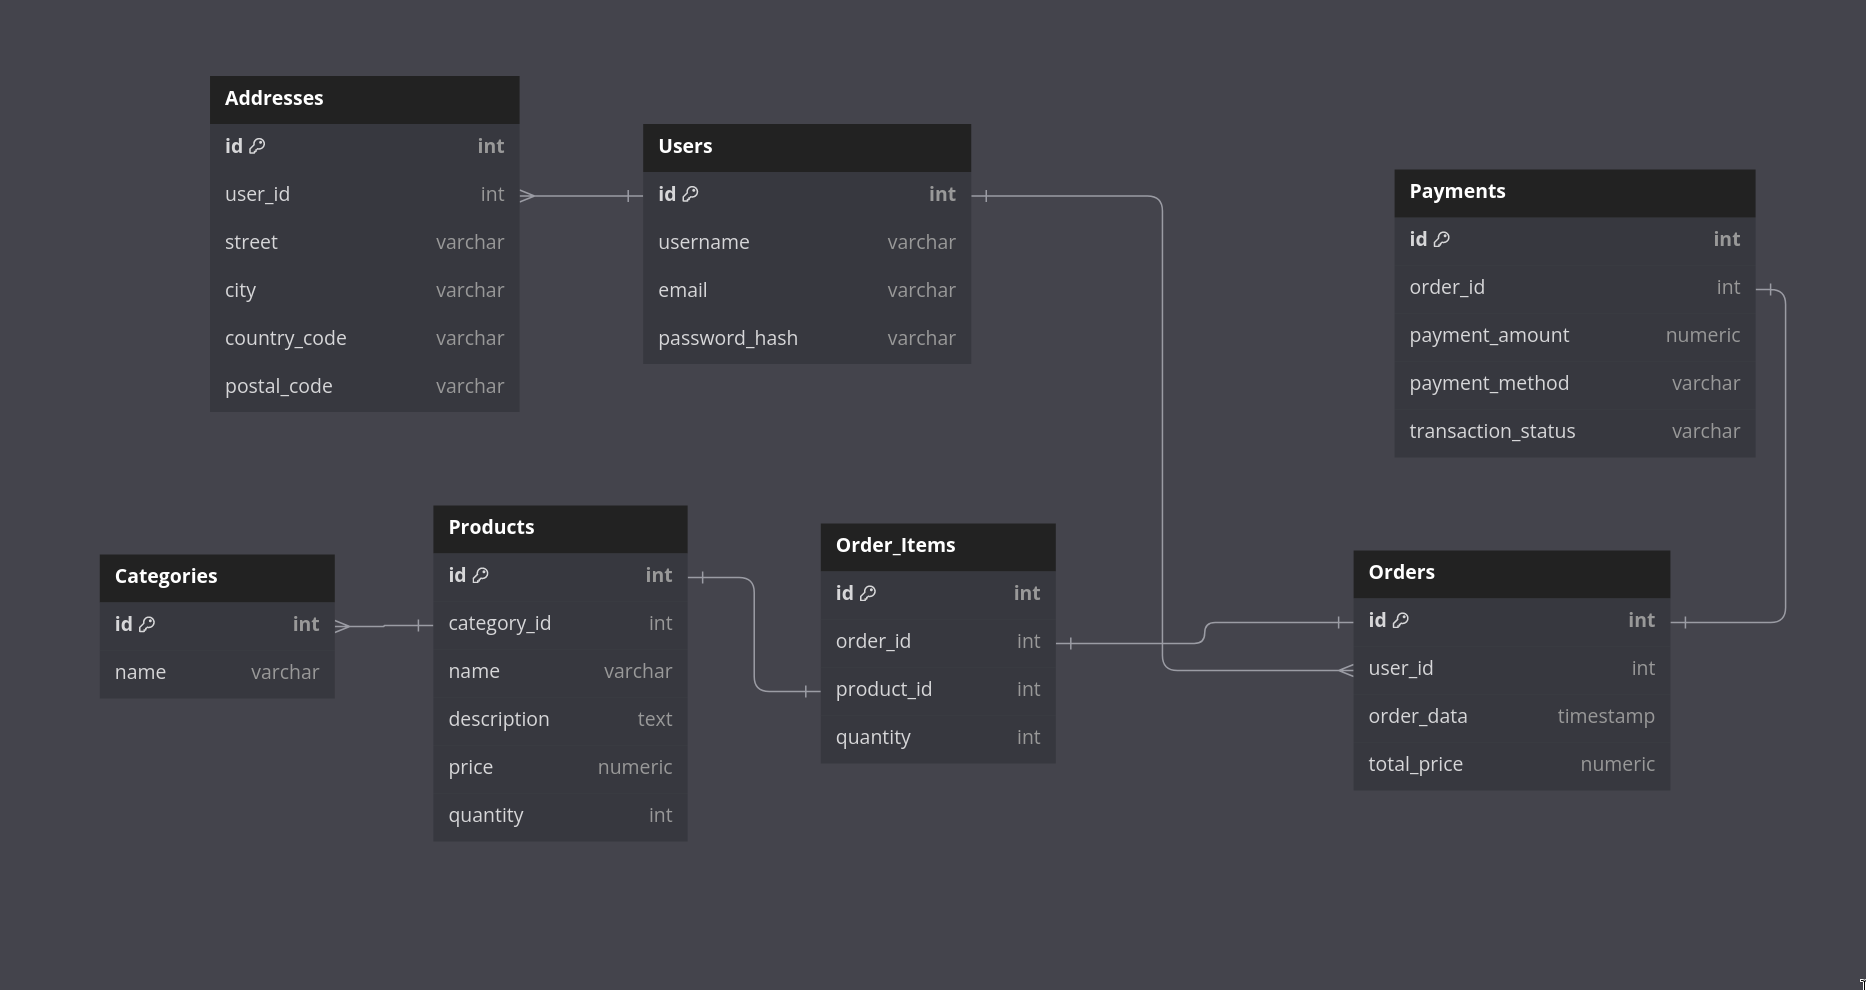 Addresses
id int
user_id int
street varchar
city varchar
country_code varchar
postal_code varchar
Users
id int
username varchar
email varchar
password_hash varchar
Payments
id int
order_id int
payment_amount numeric
payment_method varchar
transaction_status varchar
Categories
id int
name varchar
Products
id int
category_id int
name varchar
description text
price numeric
quantity int
Order_Items
id int
order_id int
product_id int
quantity int
Orders
id int
user_id int
order_data timestamp
total_price numeric